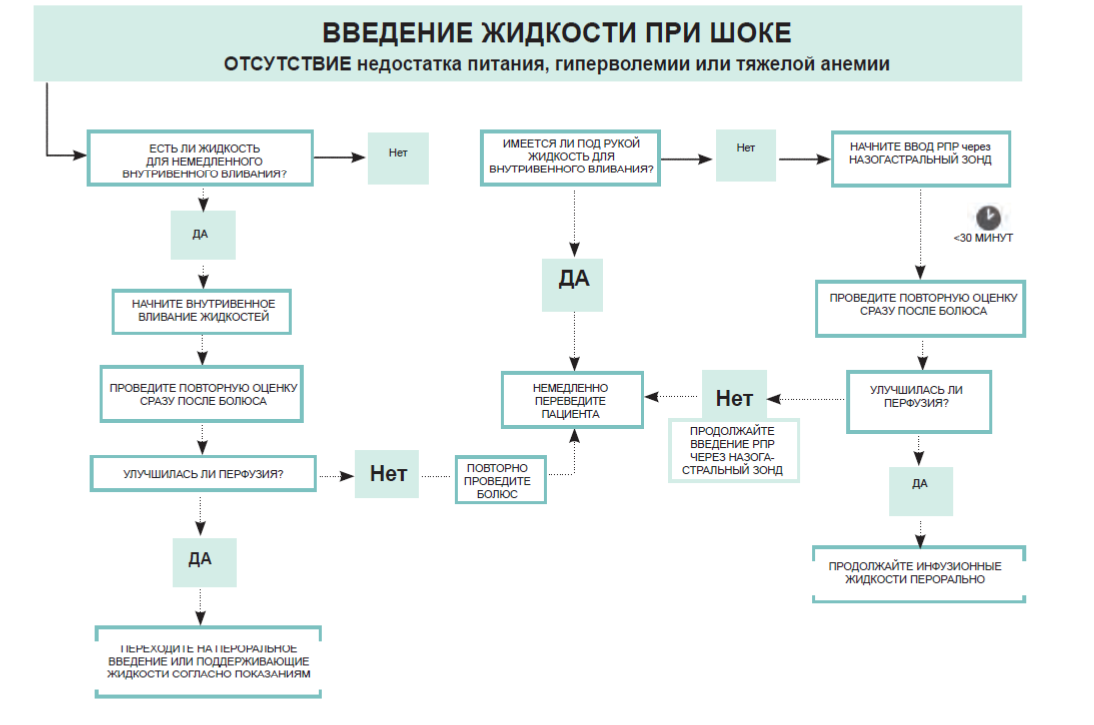 ВВЕДЕНИЕ ЖИДКОСТИ ПРИ ШОКЕ
ОТСУТСТВИЕ недостатка питания, гиперволемии или тяжелой анемии
ЕСТЬ ЛИ ЖИДКОСТЬ
ДЛЯ НЕМЕДЛЕННОГО
ВНУТРИВЕННОГО ВЛИВАНИЯ?
Нет
ДА
НАЧНИТЕ ВНУТРИВЕННОЕ
ВЛИВАНИЕ ЖИДКОСТЕЙ
ПРОВЕДИТЕ ПОВТОРНУЮ ОЦЕНКУ
СРАЗУ ПОСЛЕ БОЛЮСА
УЛУЧШИЛАСЬ ЛИ ПЕРФУЗИЯ?
Нет
ПОВТОРНО
ПРОВЕДИТЕ
БОЛЮС
ДА
ПЕРЕХОДИТЕ НА ПЕРОРАЛЬНОЕ
ВВЕДЕНИЕ ИЛИ ПОДДЕРЖИВАЮЩИЕ
ЖИДКОСТИ СОГЛАСНО ПОКАЗАНИЯМ
ИМЕЕТСЯ ЛИ ПОД РУКОЙ
ЖИДКОСТЬ ДЛЯ
ВНУТРИВЕННОГО ВЛИВАНИЯ?
Нет
ДА
НЕМЕДЛЕННО
ПЕРЕВЕДИТЕ
ПАЦИЕНТА
НАЧНИТЕ ВВОД РПР через
НАЗОГАСТРАЛЬНЫЙ ЗОНД
<30 МИНУТ
ПРОВЕДИТЕ ПОВТОРНУЮ ОЦЕНКУ
СРАЗУ ПОСЛЕ БОЛЮСА
УЛУЧШИЛАСЬ ЛИ
ПЕРФУЗИЯ?
Нет
ПРОДОЛЖАЙТЕ
ВВЕДЕНИЕ РПР
ЧЕРЕЗ НАЗОГА-
СТРАЛЬНЫЙ ЗОНД
ДА
ПРОДОЛЖАЙТЕ ИНФУЗИОННЫЕ
ЖИДКОСТИ ПЕРОРАЛЬНО